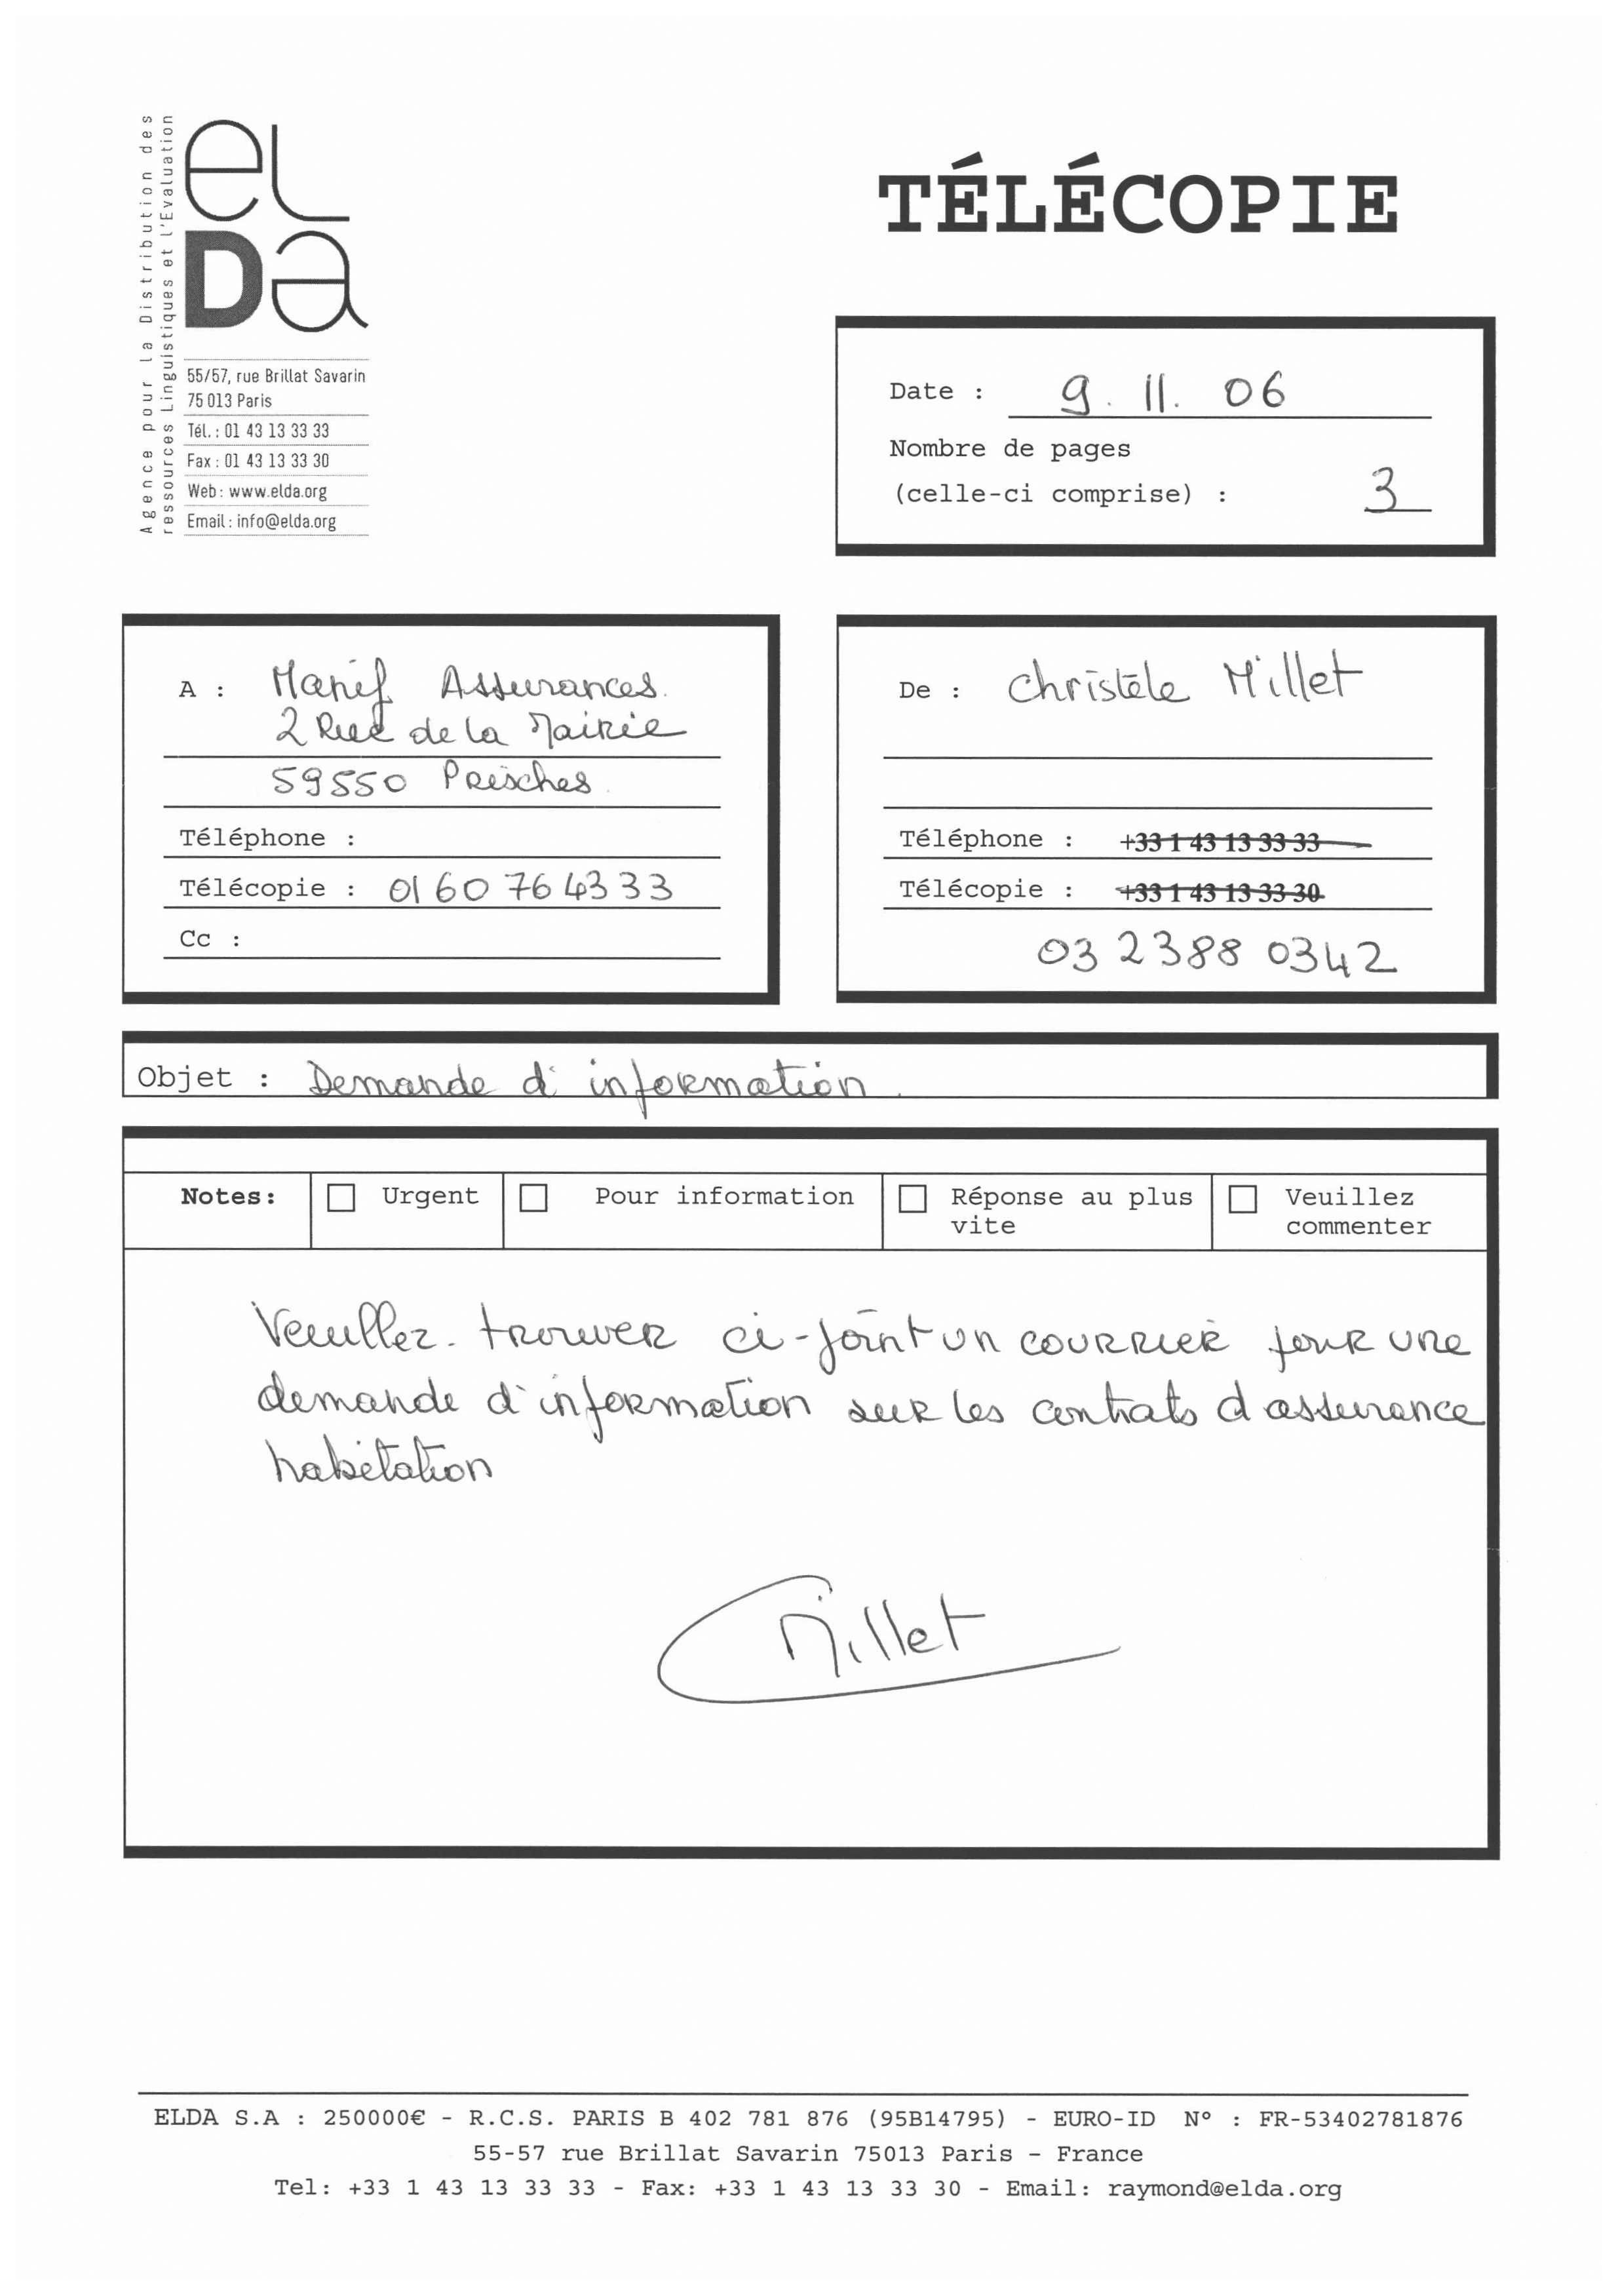 Agence pour la Distribution des
ressources Linguistiques et l'Evaluation
eL
Da
55/57, rue Brillat Savarin
75 013 Paris
Tél. : 01 43 13 33 33
Fax : 01 43 13 33 30
Web : www.elda.org
Email : info@elda.org
TÉLÉCOPIE
Date : 9.11.06
Nombre de pages
(celle-ci comprise) : 3
A : Manif Assurances.
2 Rue de la Mairie
59550 Prisches.
Téléphone :
Télécopie : 01 60 76 43 33
Cc :
De : Christèle Millet
Téléphone : +33 1 43 13 33 33
Télécopie : +33 1 43 13 33 30
03 23 88 03 42
Objet : Demande d'information.
Notes: Urgent Pour information Réponse au plus vite Veuillez commenter
Veuillez trouver ci-joint un courrier pour une
demande d'information sur les contrats d'assurance
habitation
Millet
ELDA S.A : 250000€ - R.C.S. PARIS B 402 781 876 (95B14795) - EURO-ID N° : FR-53402781876
55-57 rue Brillat Savarin 75013 Paris - France
Tel: +33 1 43 13 33 33 - Fax: +33 1 43 13 33 30 - Email: raymond@elda.org